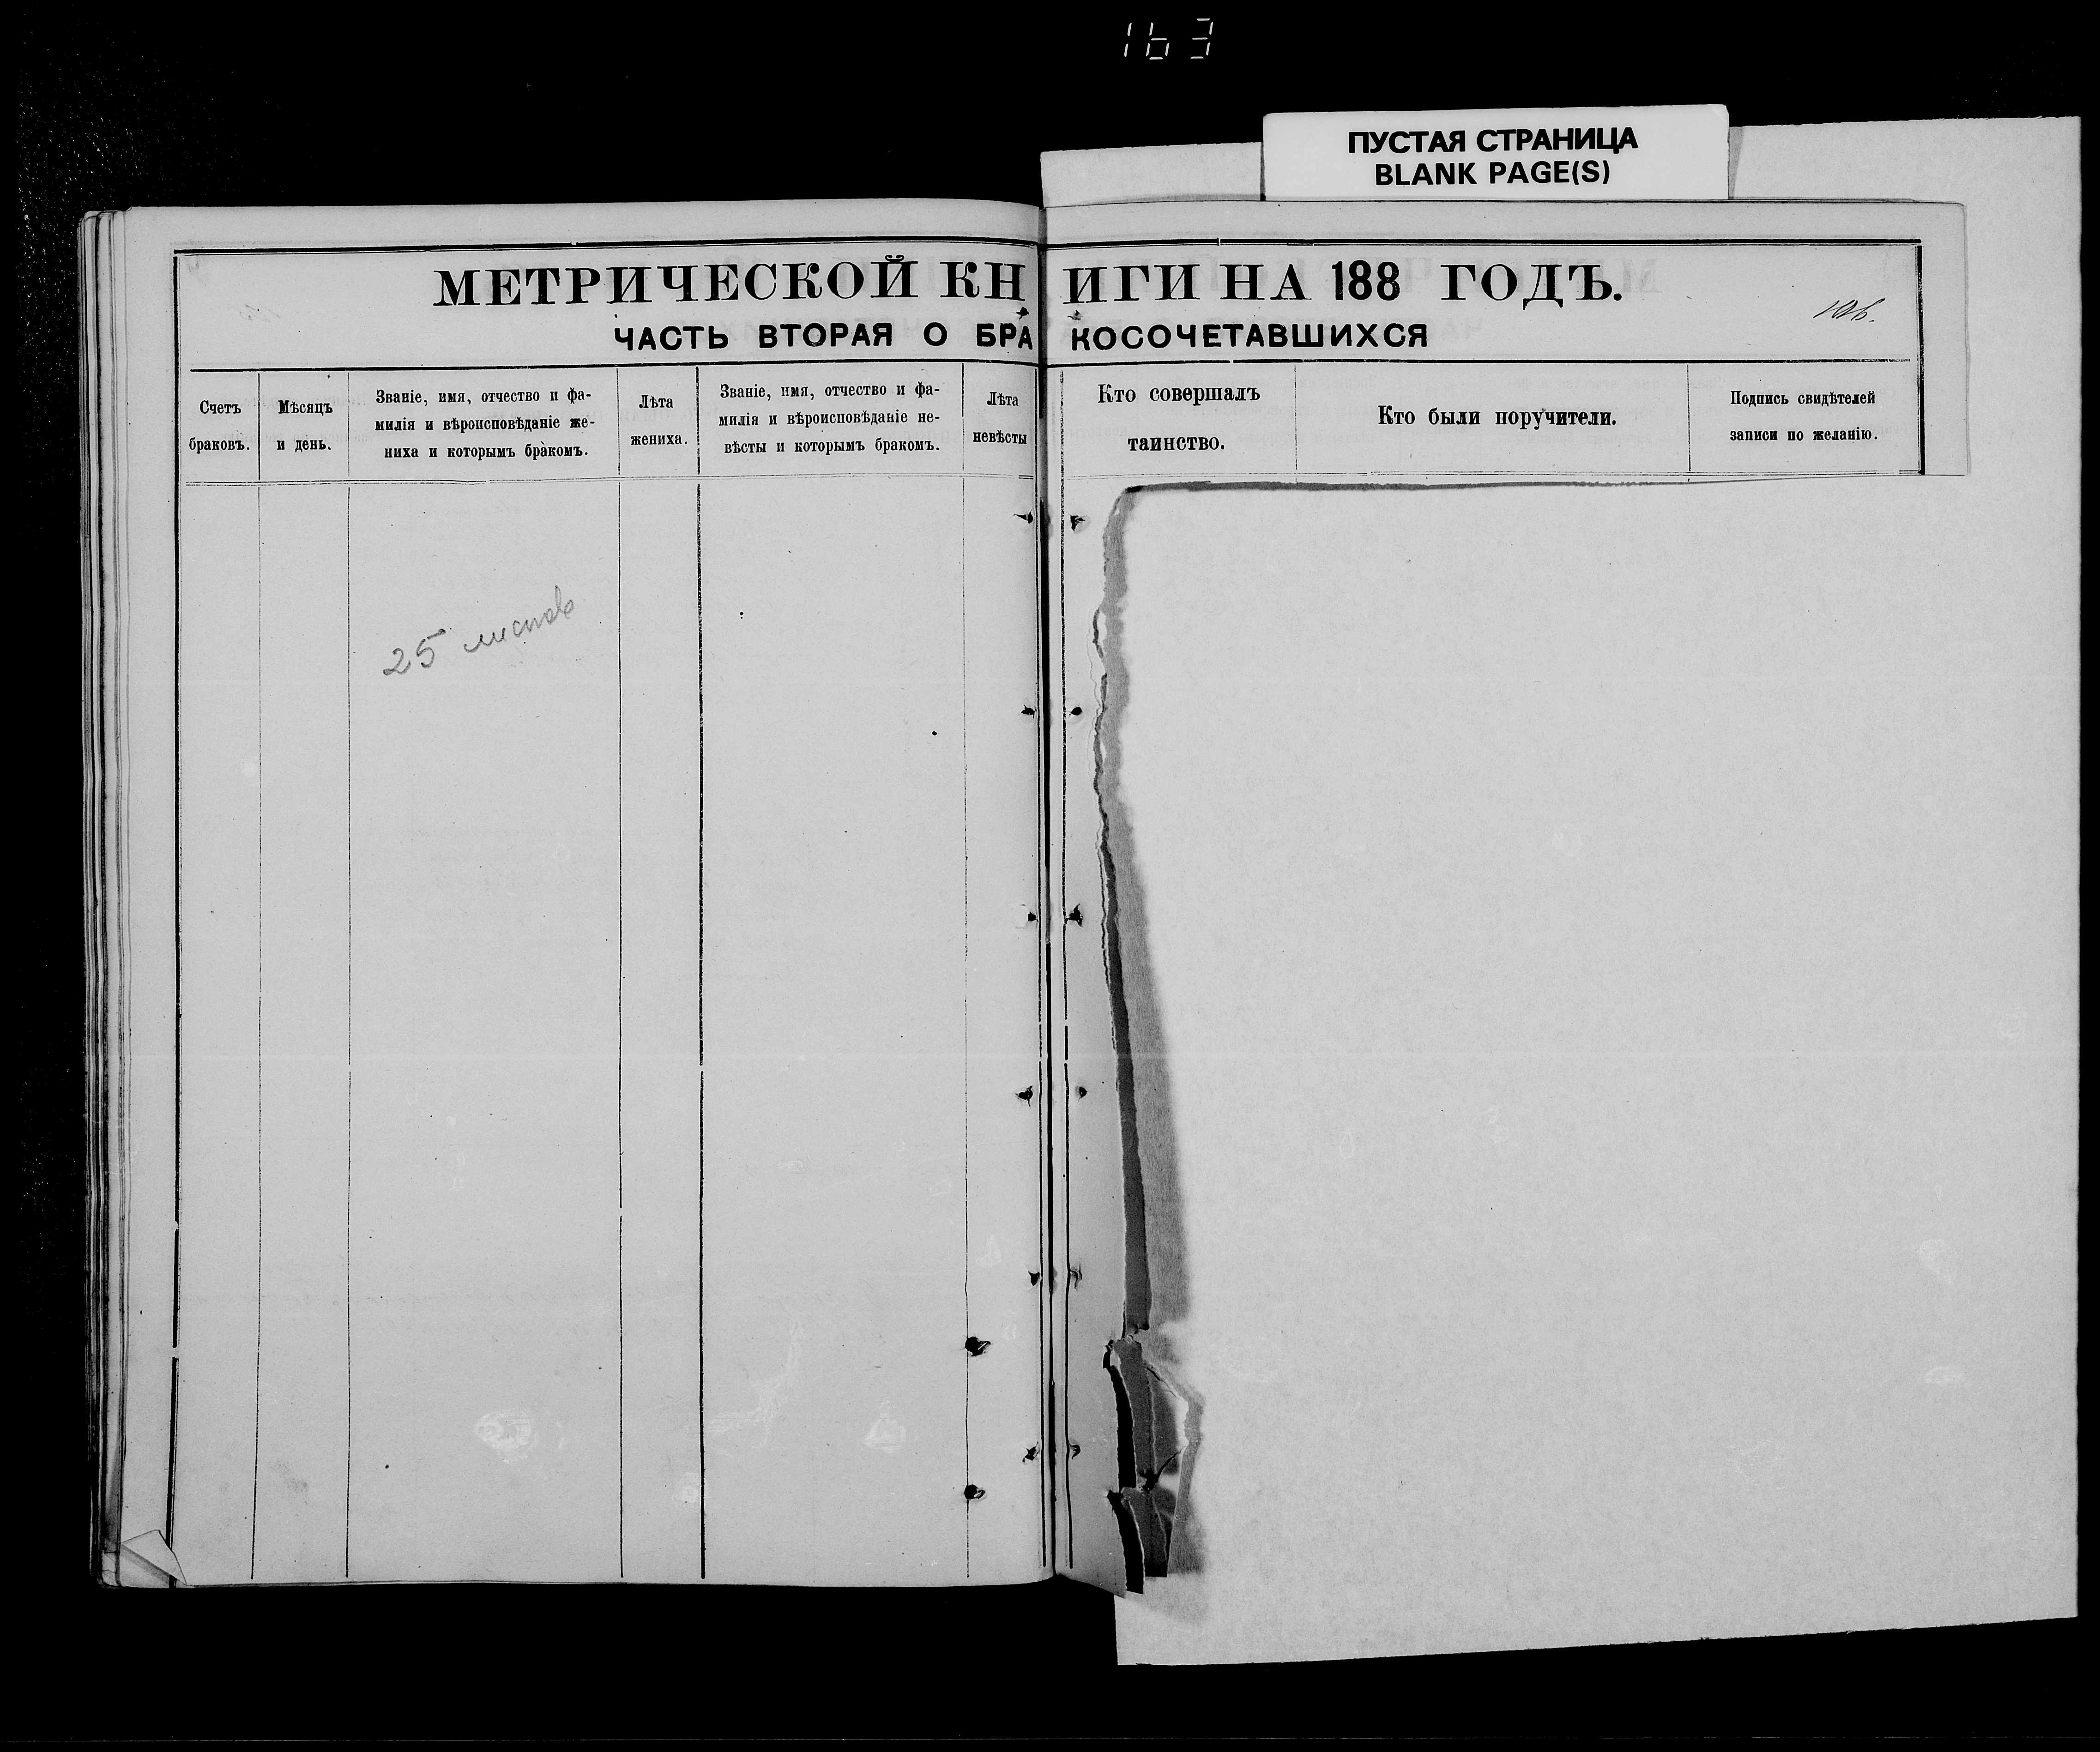 163
ПУСТАЯ СТРАНИЦА
BLANK PAGE(S)
МЕТРИЧЕСКОЙ КНИГИ НА 188 ГОДЪ.
ЧАСТЬ ВТОРАЯ О БРАКОСОЧЕТАВШИХСЯ
Счетъ
браковъ.
Мѣсяцъ
и день.
Званіе, имя, отчество и фа-
милія и вѣроисповѣданіе же-
ниха и которымъ бракомъ.
Лѣта
жениха.
Званіе, имя, отчество и фа-
милія и вѣроисповѣданіе не-
вѣсты и которымъ бракомъ.
Лѣта
невѣсты
Кто совершалъ
таинство.
Кто были поручители.
Подпись свидѣтелей
записи по желанію.
25 листов